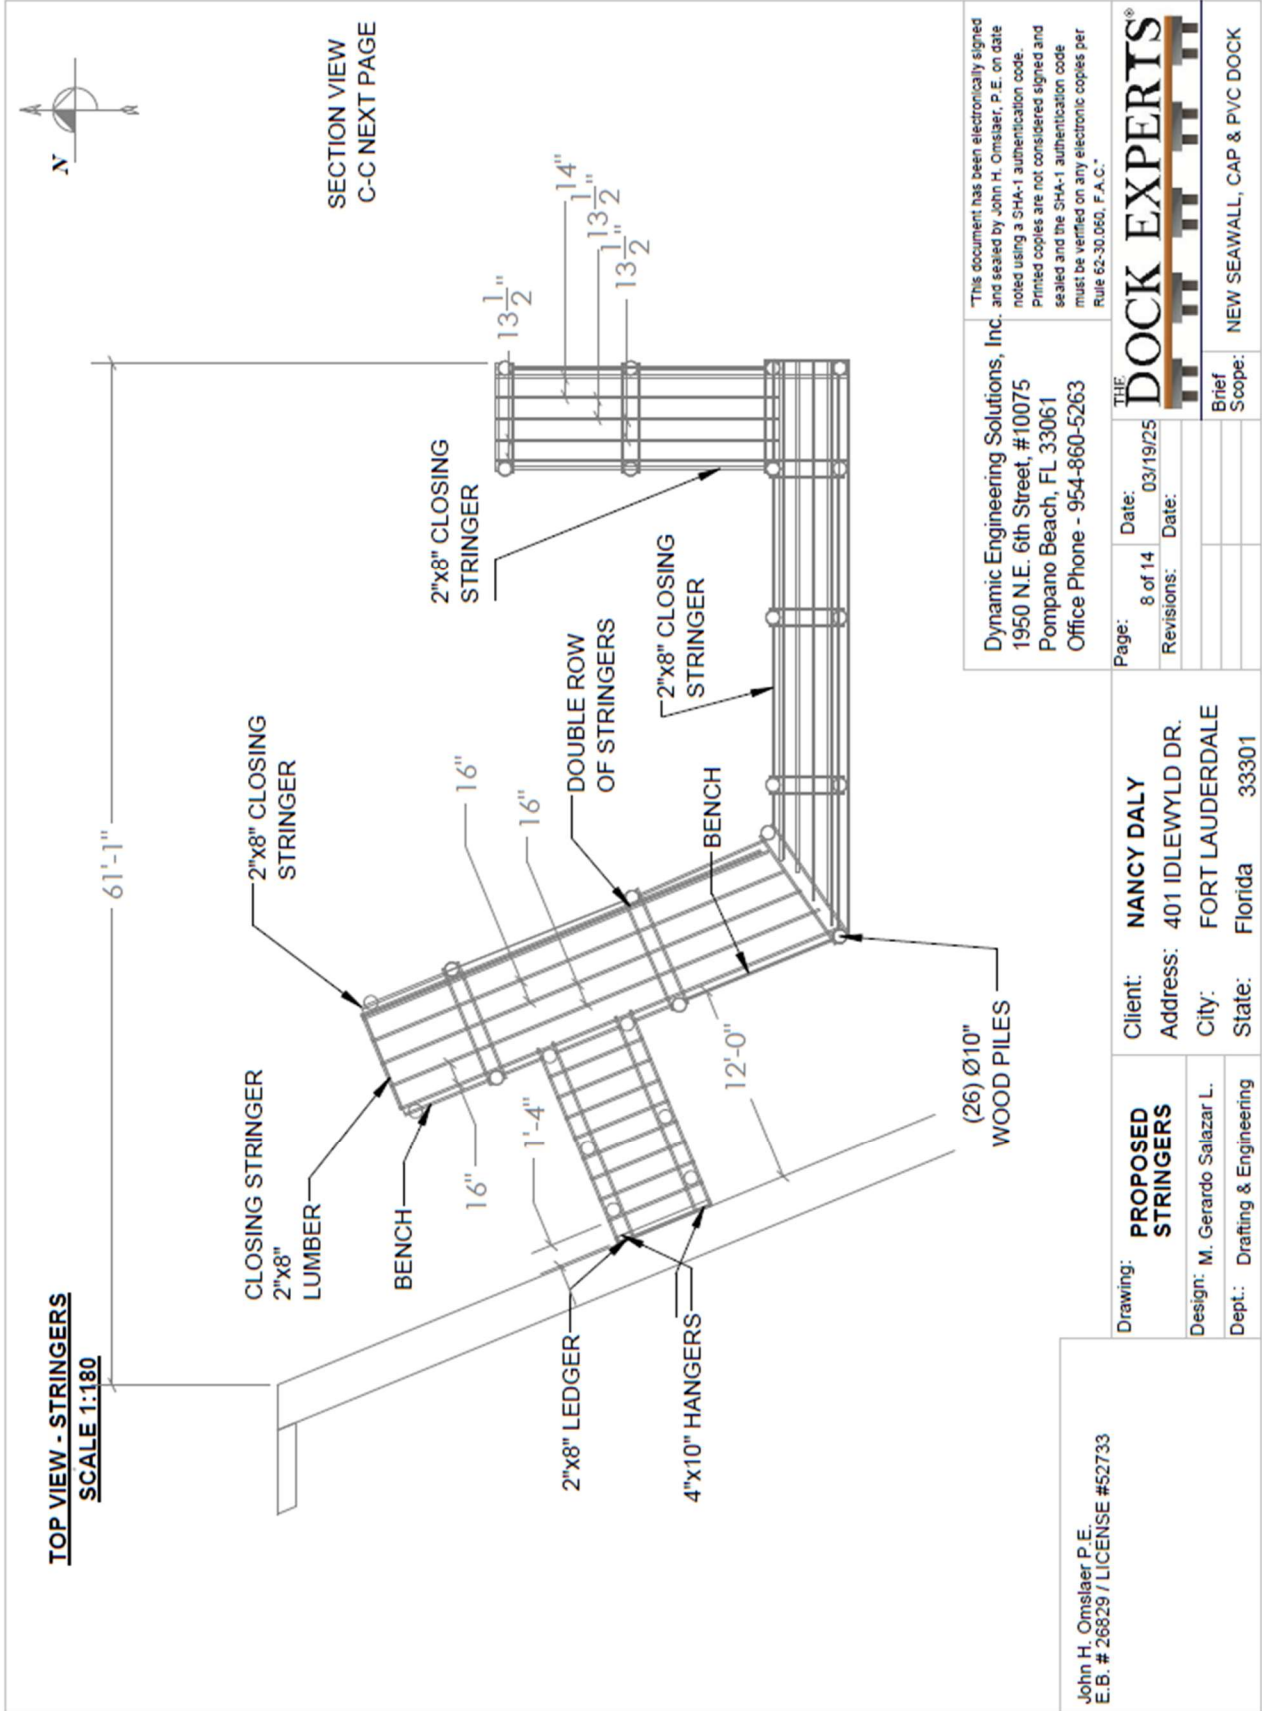 TOP VIEW - STRINGERS
SCALE 1:180
N
SECTION VIEW
C-C NEXT PAGE
61'-1"
2"x8" CLOSING
STRINGER
CLOSING STRINGER
2"x8"
LUMBER
BENCH
16"
16"
16"
1'-4"
2"x8" LEDGER
4"x10" HANGERS
12'-0"
DOUBLE ROW
OF STRINGERS
BENCH
(26) Ø10"
WOOD PILES
2"x8" CLOSING
STRINGER
2"x8" CLOSING
STRINGER
13 1/2"
14"
13 1/2"
13 1/2"
John H. Omslaer P.E.
E.B. # 26829 / LICENSE #52733
Drawing: PROPOSED
STRINGERS
Design: M. Gerardo Salazar L.
Dept.: Drafting & Engineering
Client: NANCY DALY
Address: 401 IDLEWYLD DR.
City: FORT LAUDERDALE
State: Florida 33301
Dynamic Engineering Solutions, Inc.
1950 N.E. 6th Street, #10075
Pompano Beach, FL 33061
Office Phone - 954-860-5263
"This document has been electronically signed
and sealed by John H. Omslaer, P.E. on date
noted using a SHA-1 authentication code.
Printed copies are not considered signed and
sealed and the SHA-1 authentication code
must be verified on any electronic copies per
Rule 62-30.060, F.A.C."
Page: 8 of 14
Date: 03/19/25
Revisions: Date:
THE
DOCK EXPERTS®
Brief
Scope: NEW SEAWALL, CAP & PVC DOCK